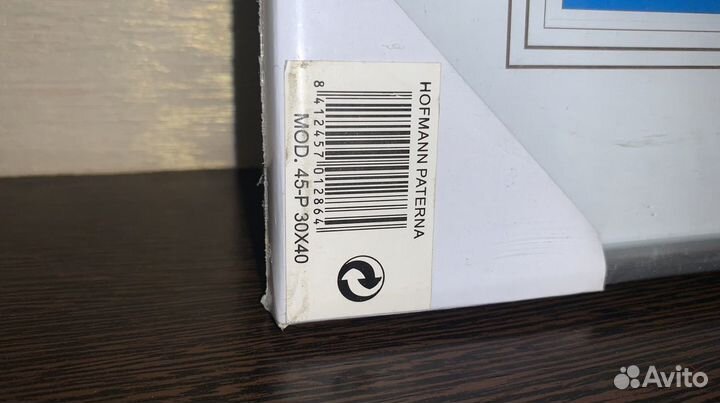 HOFMANN PATERNA
8 412457 012864
MOD. 45-P 30X40
Avito